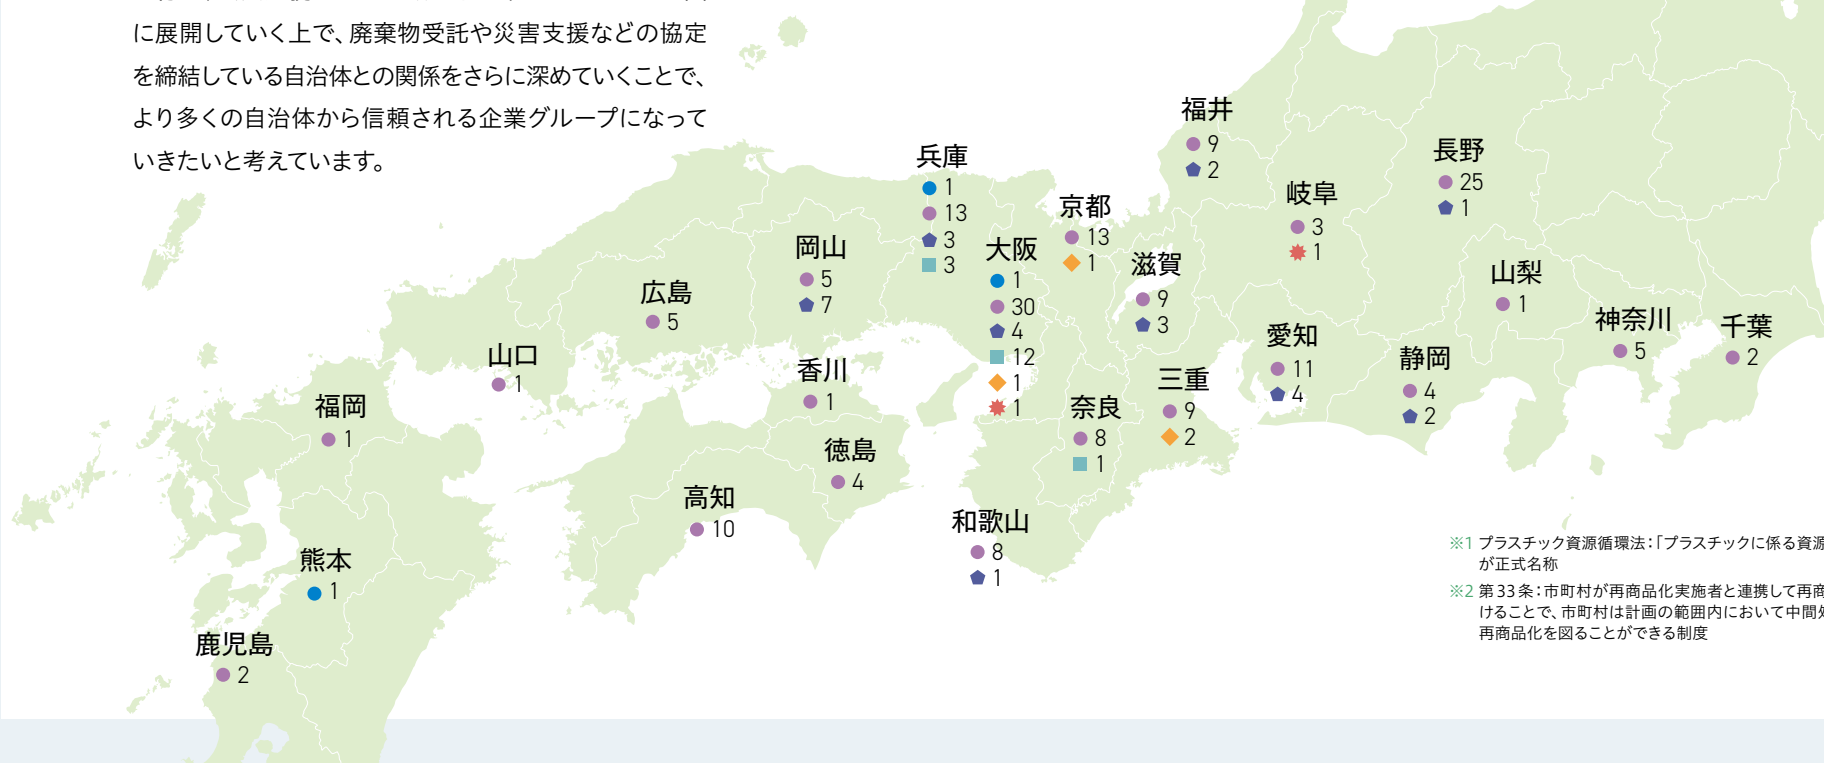 に展開していく上で、廃棄物受託や災害支援などの協定
を締結している自治体との関係をさらに深めていくことで、
より多くの自治体から信頼される企業グループになって
いきたいと考えています。
福井
9
2
兵庫
1
13
3
3
長野
25
1
岐阜
3
1
京都
13
1
岡山
5
7
大阪
1
30
4
12
1
1
滋賀
9
3
広島
5
山梨
1
神奈川
5
千葉
2
愛知
11
4
静岡
4
2
山口
1
香川
1
三重
9
2
福岡
1
奈良
8
1
徳島
4
高知
10
和歌山
8
1
熊本
1
鹿児島
2
※1 プラスチック資源循環法:「プラスチックに係る資源
が正式名称
※2 第33条:市町村が再商品化実施者と連携して再商
けることで、市町村は計画の範囲内において中間処
再商品化を図ることができる制度